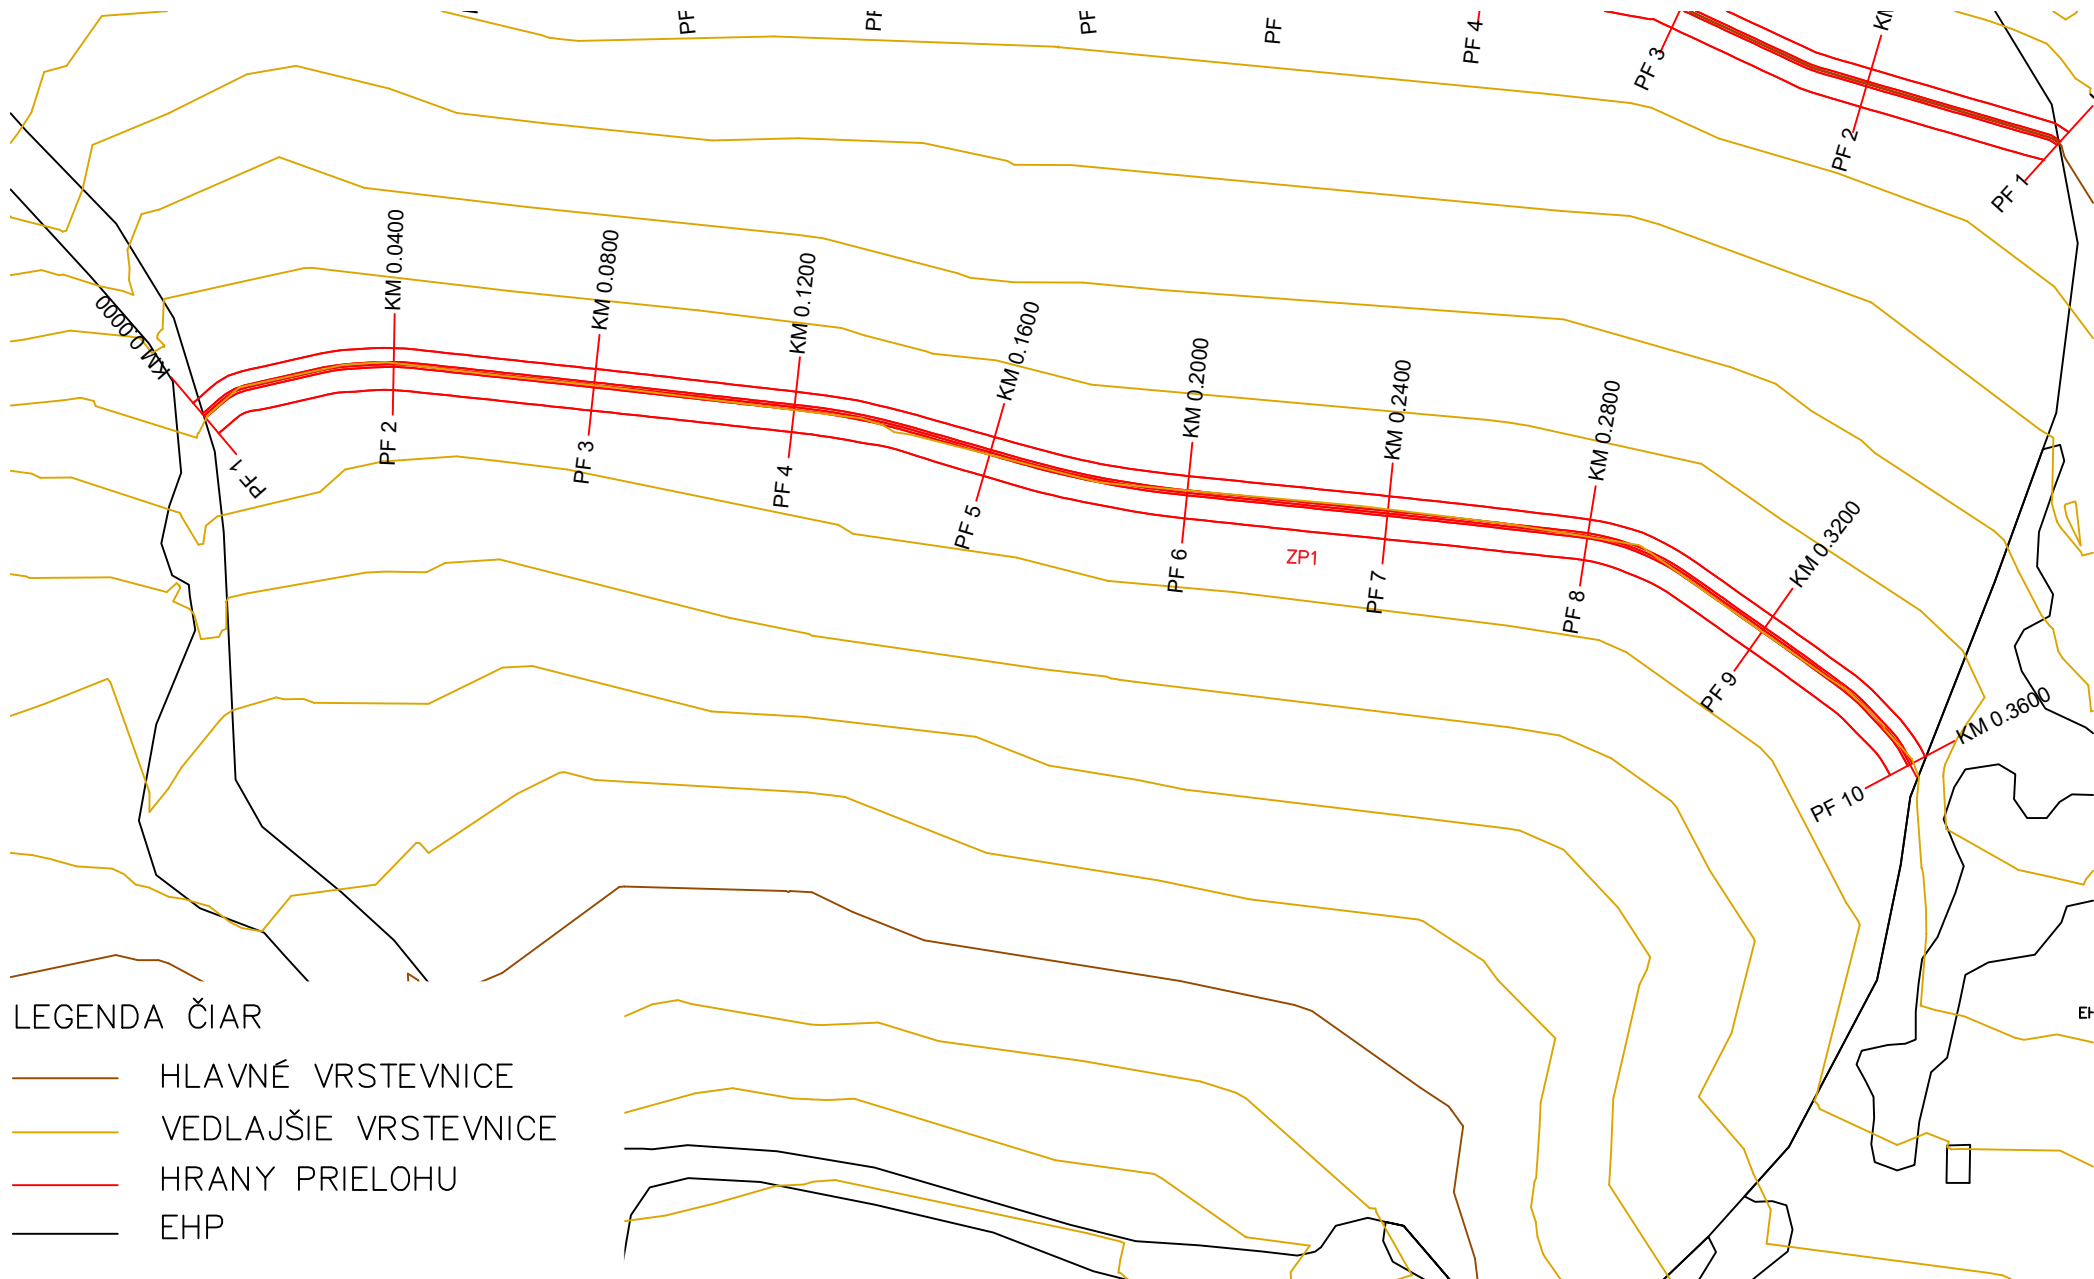 PF
PF
PF
PF
PF 4
PF 3
PF 2
PF 1
KM 0.0000
KM 0.0400
KM 0.0800
KM 0.1200
KM 0.1600
KM 0.2000
KM 0.2400
KM 0.2800
KM 0.3200
KM 0.3600
PF 1
PF 2
PF 3
PF 4
PF 5
PF 6
ZP1
PF 7
PF 8
PF 9
PF 10
LEGENDA ČIAR
HLAVNÉ VRSTEVNICE
VEDLAJŠIE VRSTEVNICE
HRANY PRIELOHU
EHP